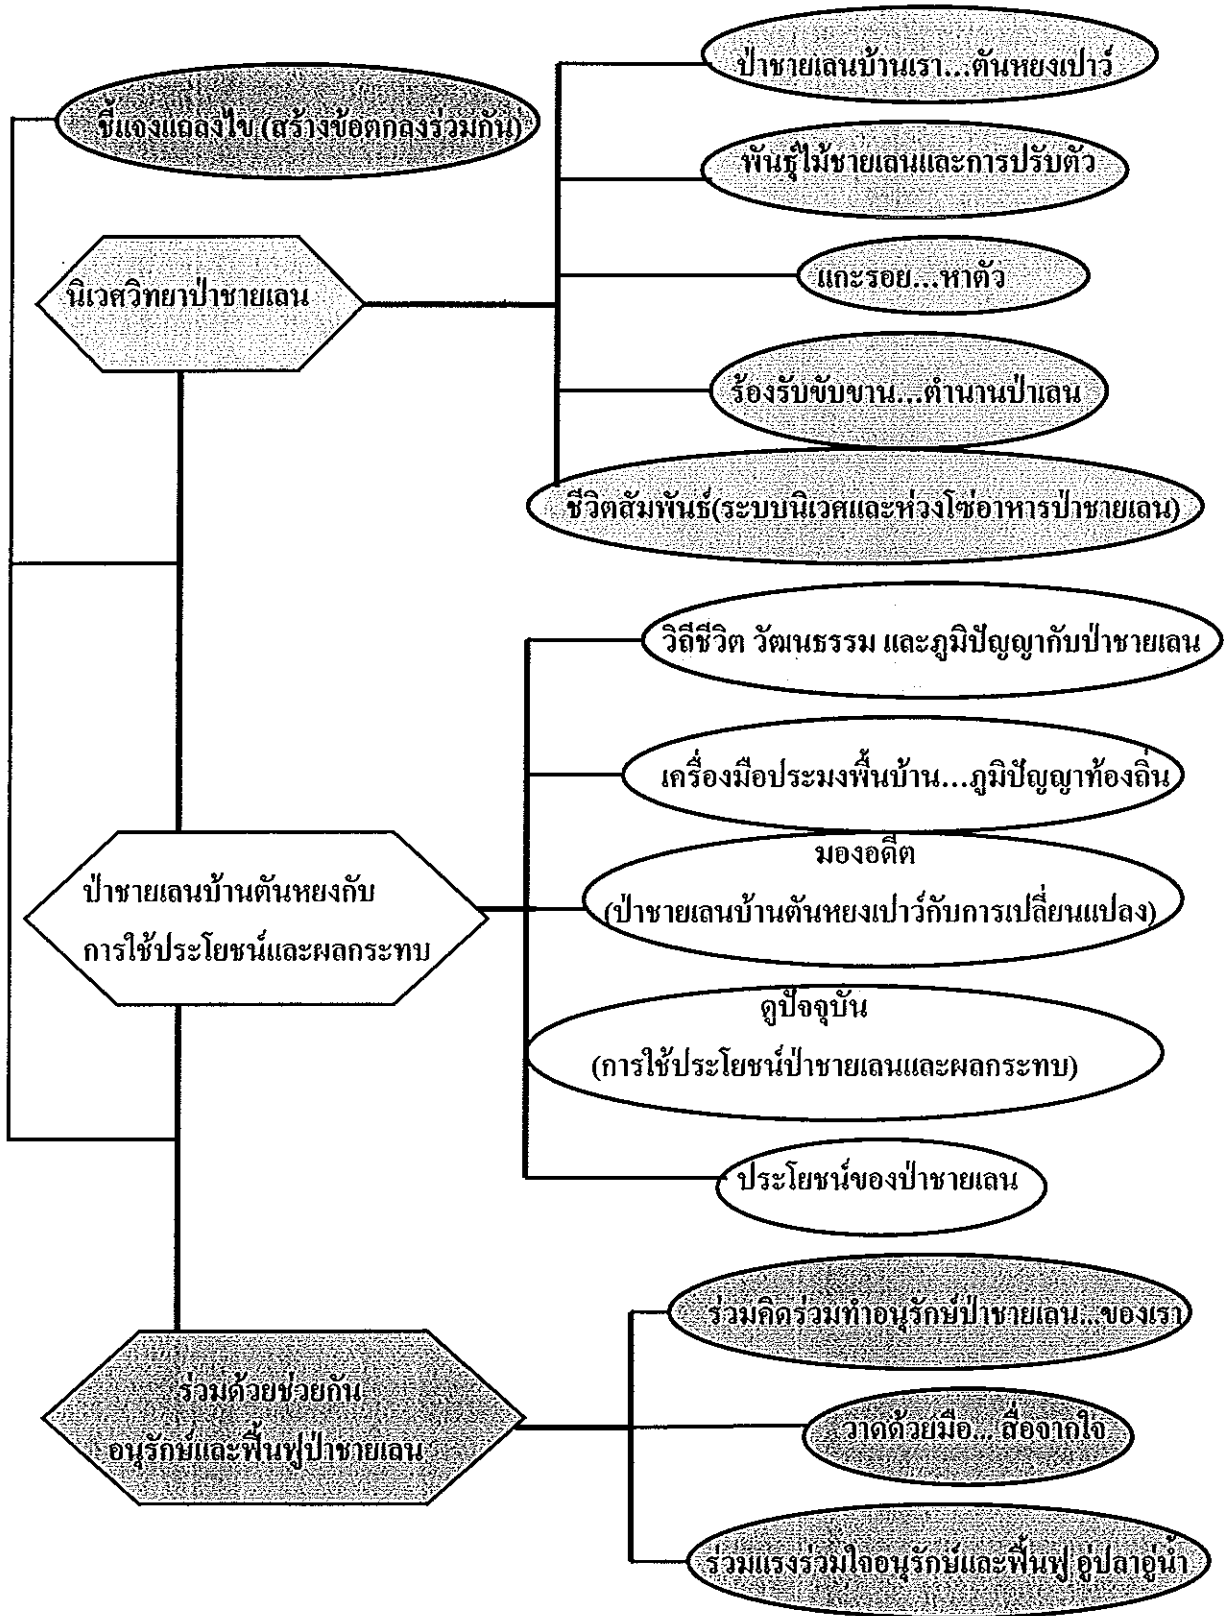 ชี้แจงแถลงไข (สร้างข้อตกลงร่วมกัน)
นิเวศวิทยาป่าชายเลน
ป่าชายเลนบ้านเรา...ตันหยงเปาว์
พันธุ์ไม้ชายเลนและการปรับตัว
แกะรอย...หาตัว
ร้องรับขับขาน...ตำนานป่าเลน
ชีวิตสัมพันธ์(ระบบนิเวศและห่วงโซ่อาหารป่าชายเลน)
ป่าชายเลนบ้านตันหยงกับ
การใช้ประโยชน์และผลกระทบ
วิถีชีวิต วัฒนธรรม และภูมิปัญญากับป่าชายเลน
เครื่องมือประมงพื้นบ้าน...ภูมิปัญญาท้องถิ่น
มองอดีต
(ป่าชายเลนบ้านตันหยงเปาว์กับการเปลี่ยนแปลง)
ดูปัจจุบัน
(การใช้ประโยชน์ป่าชายเลนและผลกระทบ)
ประโยชน์ของป่าชายเลน
ร่วมด้วยช่วยกัน
อนุรักษ์และฟื้นฟูป่าชายเลน
ร่วมคิดร่วมทำอนุรักษ์ป่าชายเลน...ของเรา
วาดด้วยมือ... สื่อจากใจ
ร่วมแรงร่วมใจอนุรักษ์และฟื้นฟู อู่ปลาอู่น้ำ